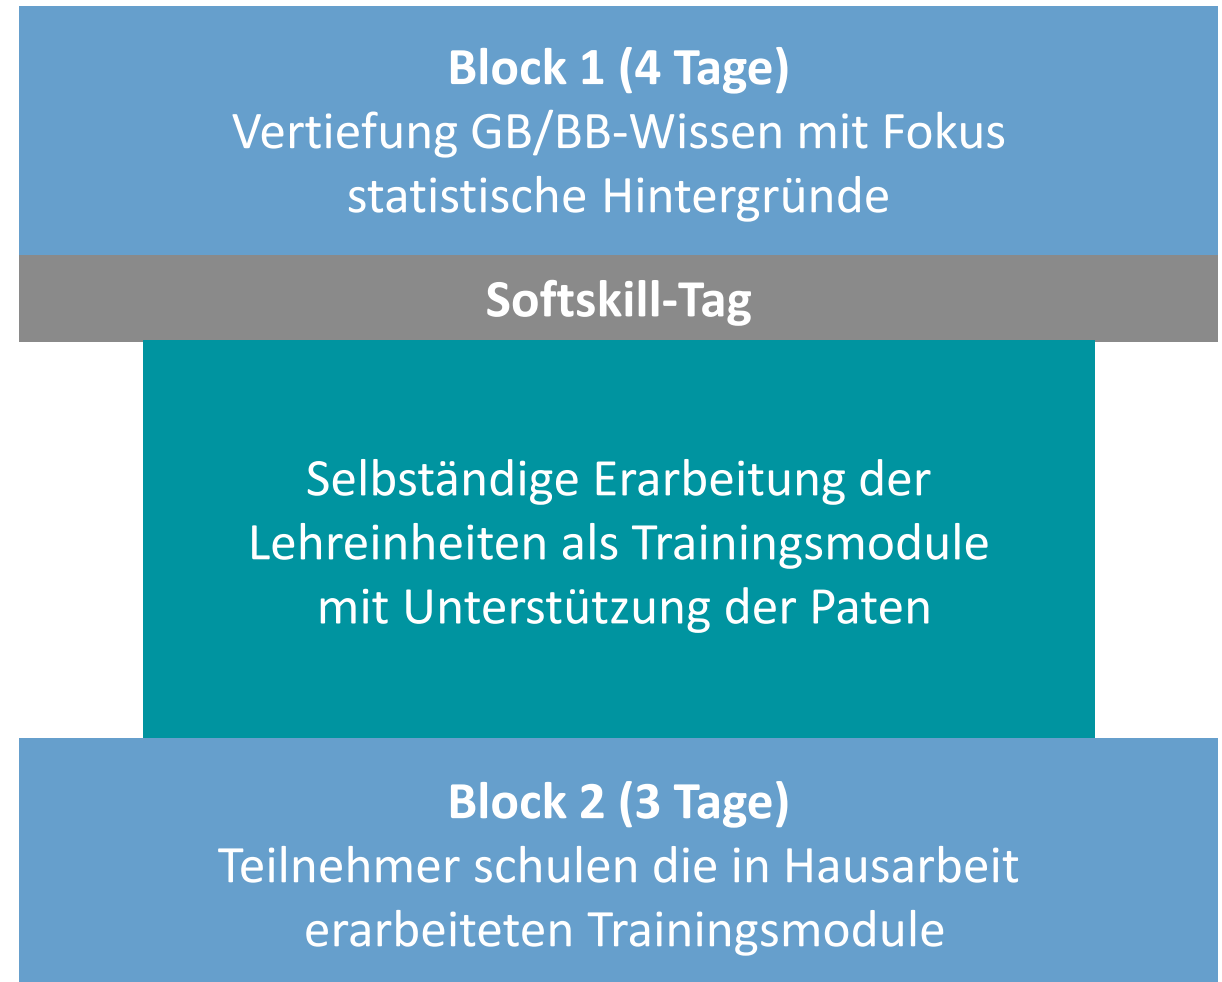 Block 1 (4 Tage)
Vertiefung GB/BB-Wissen mit Fokus
statistische Hintergründe
Softskill-Tag
Selbständige Erarbeitung der
Lehreinheiten als Trainingsmodule
mit Unterstützung der Paten
Block 2 (3 Tage)
Teilnehmer schulen die in Hausarbeit
erarbeiteten Trainingsmodule